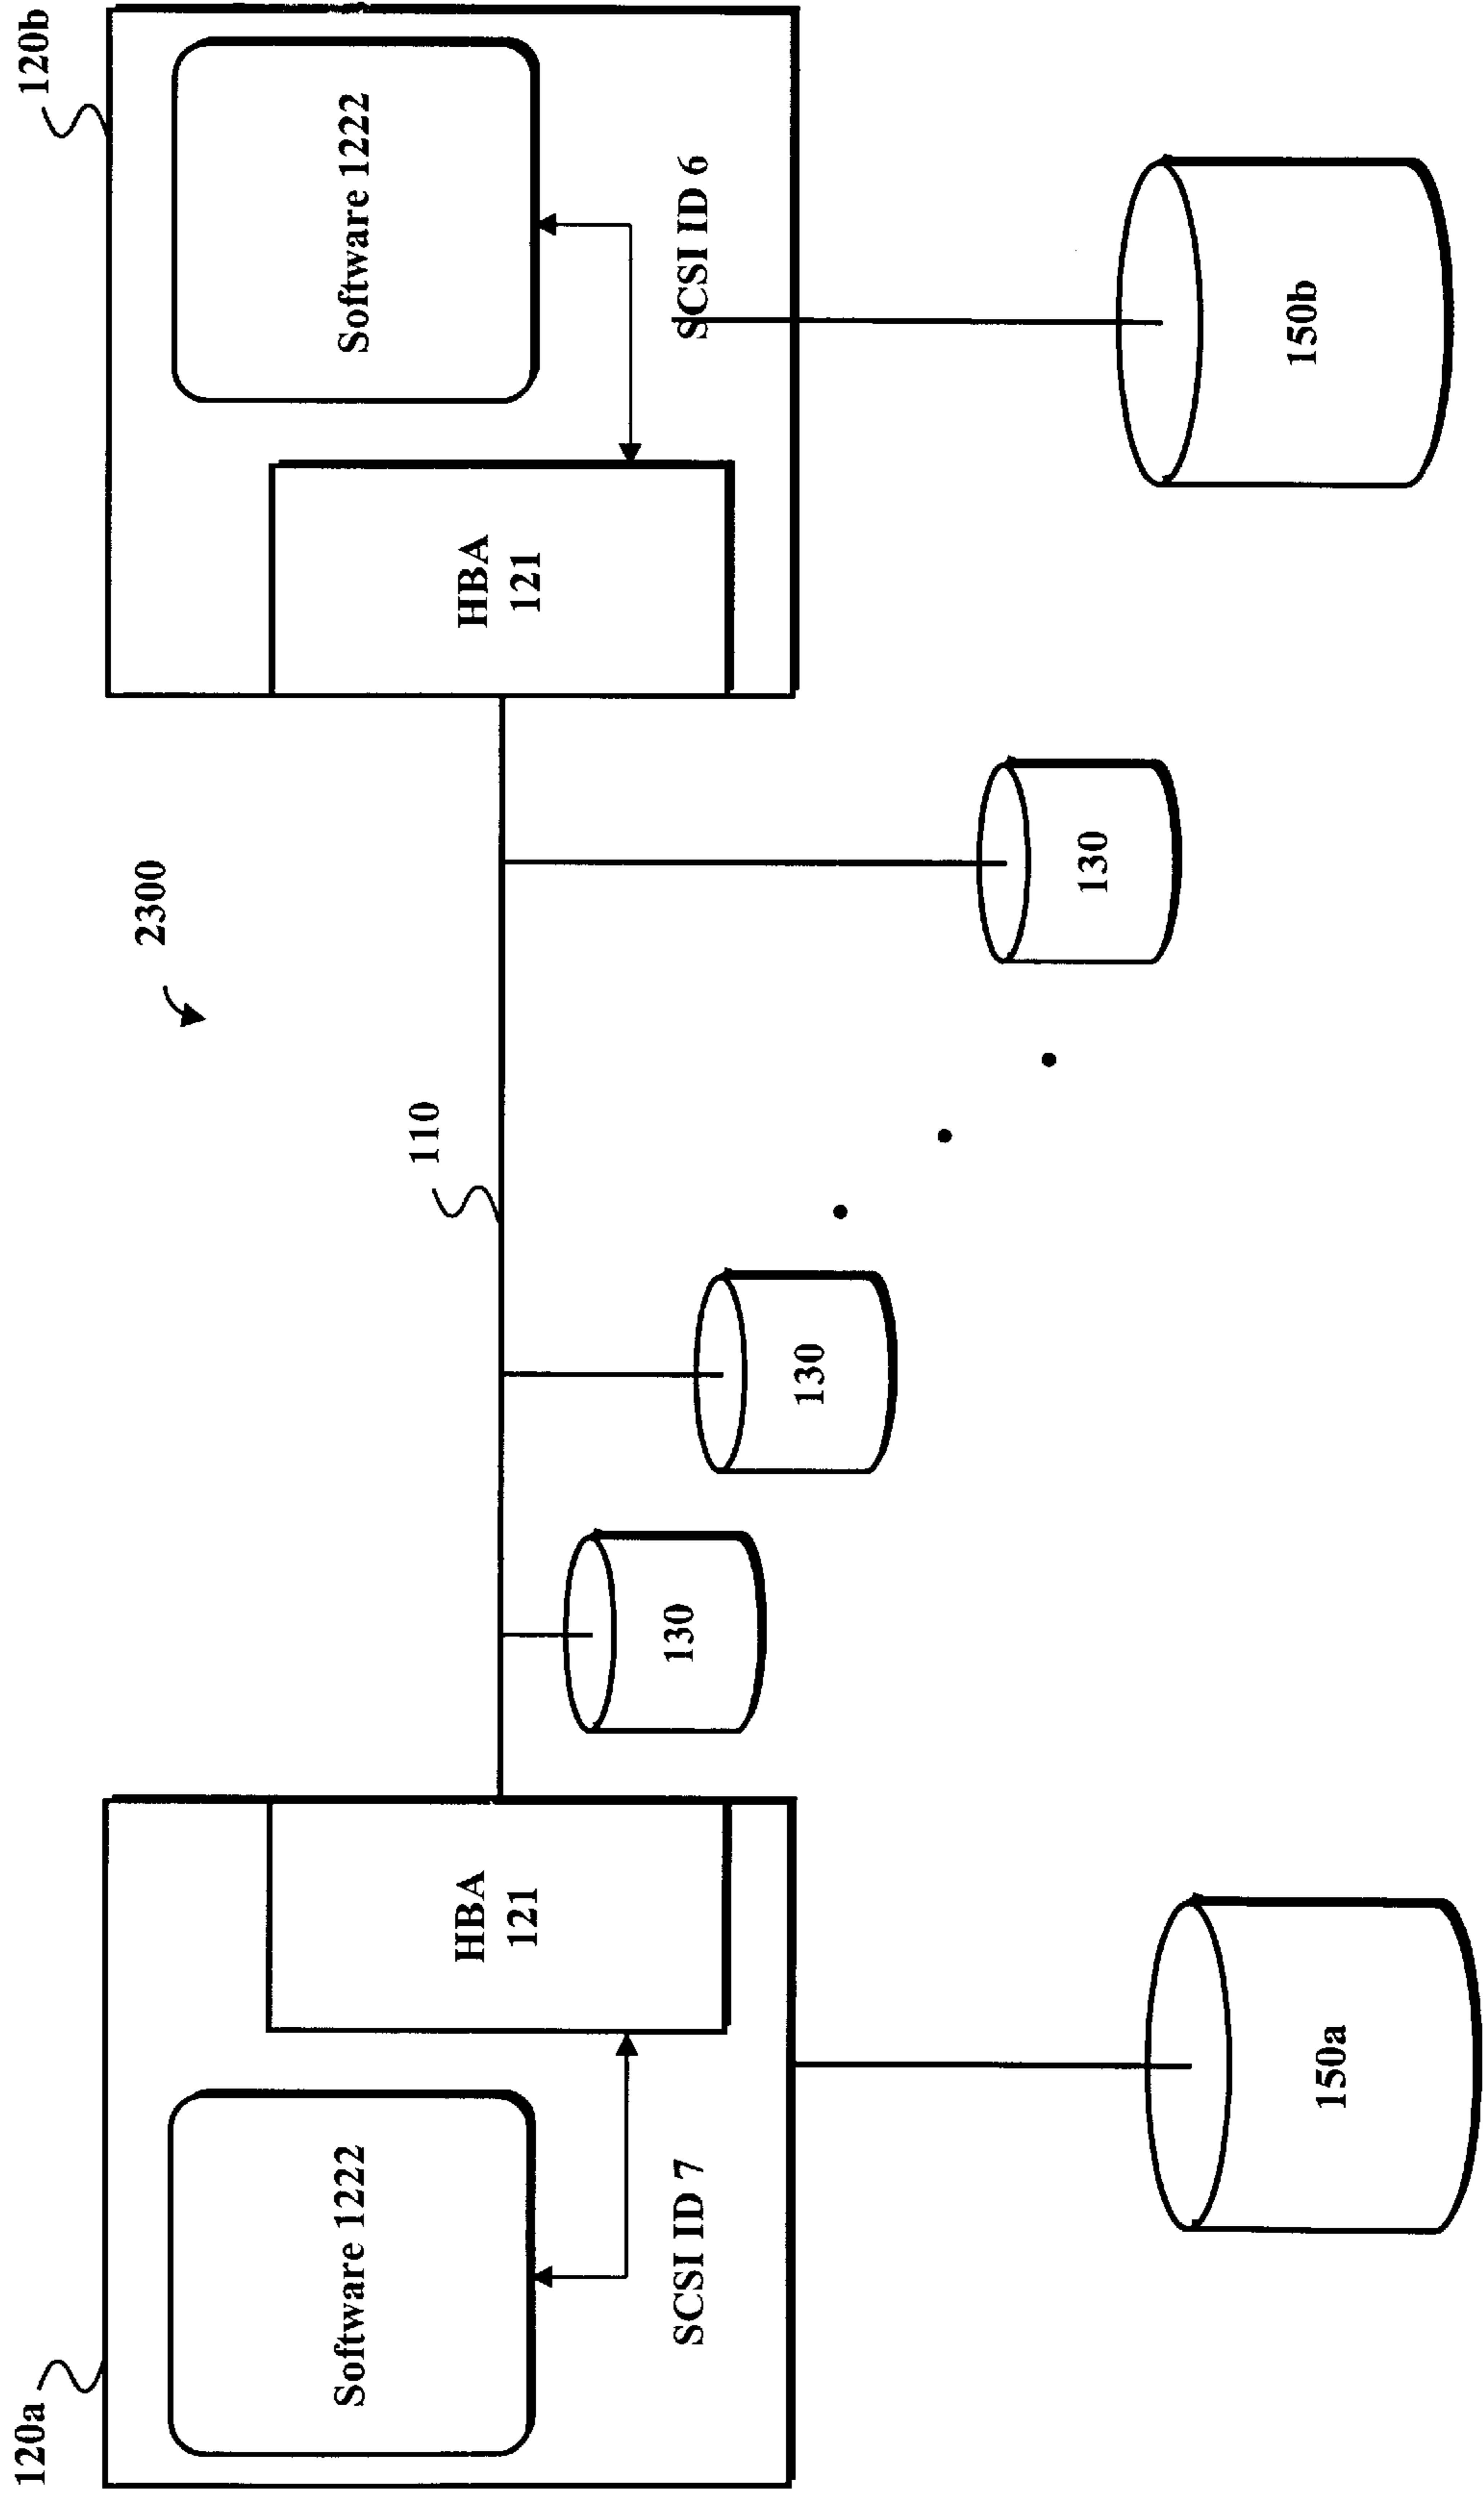 120a
Software 1222
HBA
121
SCSI ID 7
150a
2300
110
130
130
130
120b
Software 1222
HBA
121
SCSI ID 6
150b